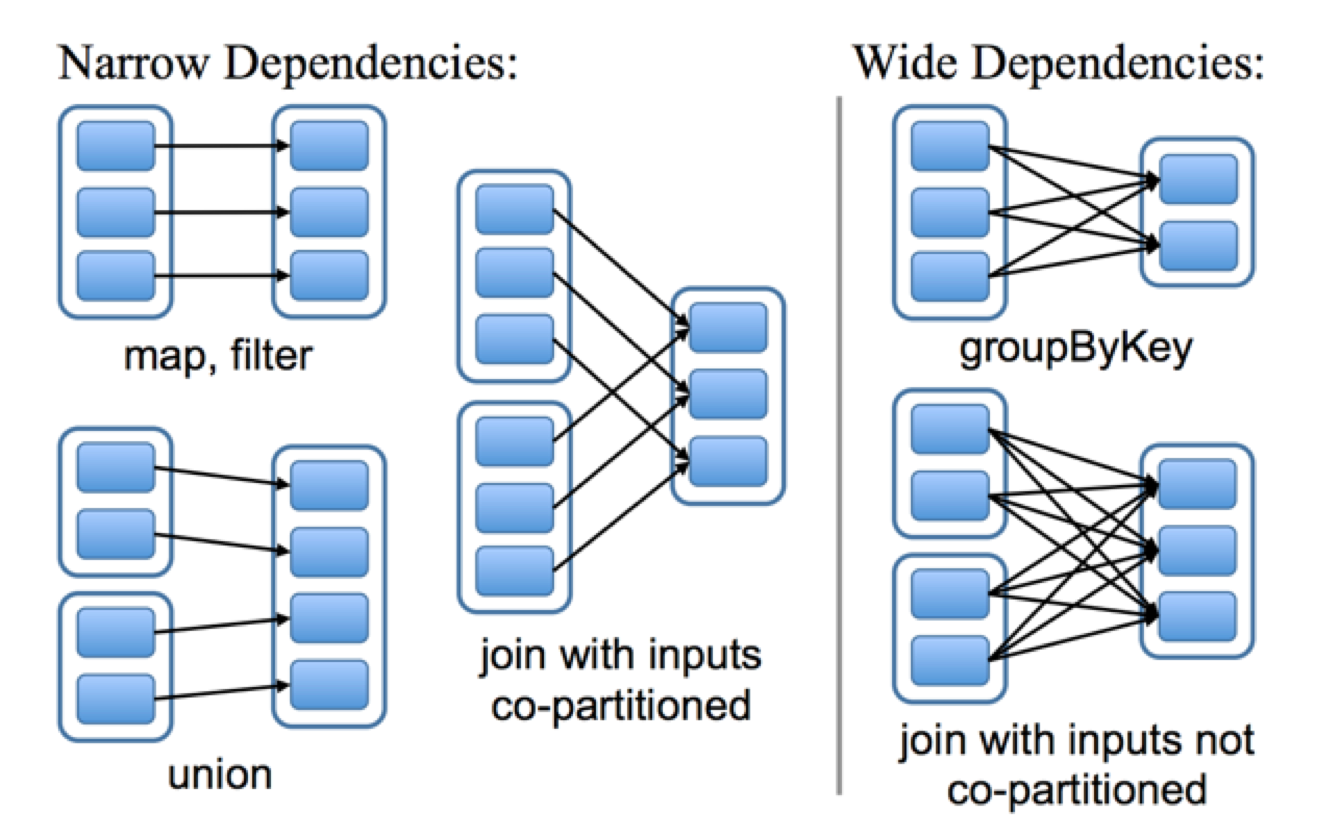 Narrow Dependencies:
Wide Dependencies:
map, filter
union
join with inputs
co-partitioned
groupByKey
join with inputs not
co-partitioned